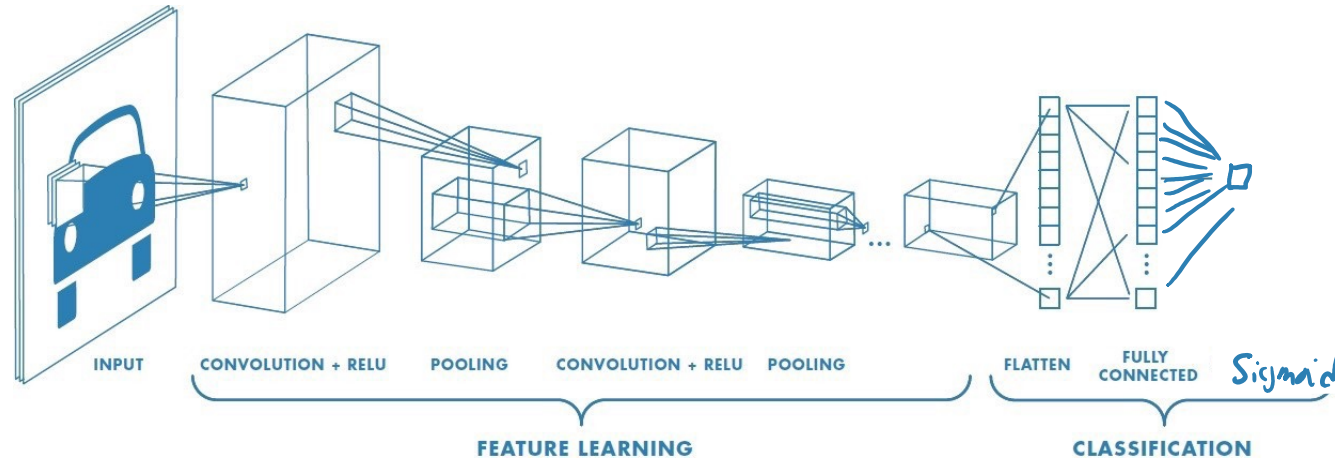 INPUT
CONVOLUTION + RELU
POOLING
CONVOLUTION + RELU
POOLING
FLATTEN
FULLY
CONNECTED
Sigmoid
FEATURE LEARNING
CLASSIFICATION